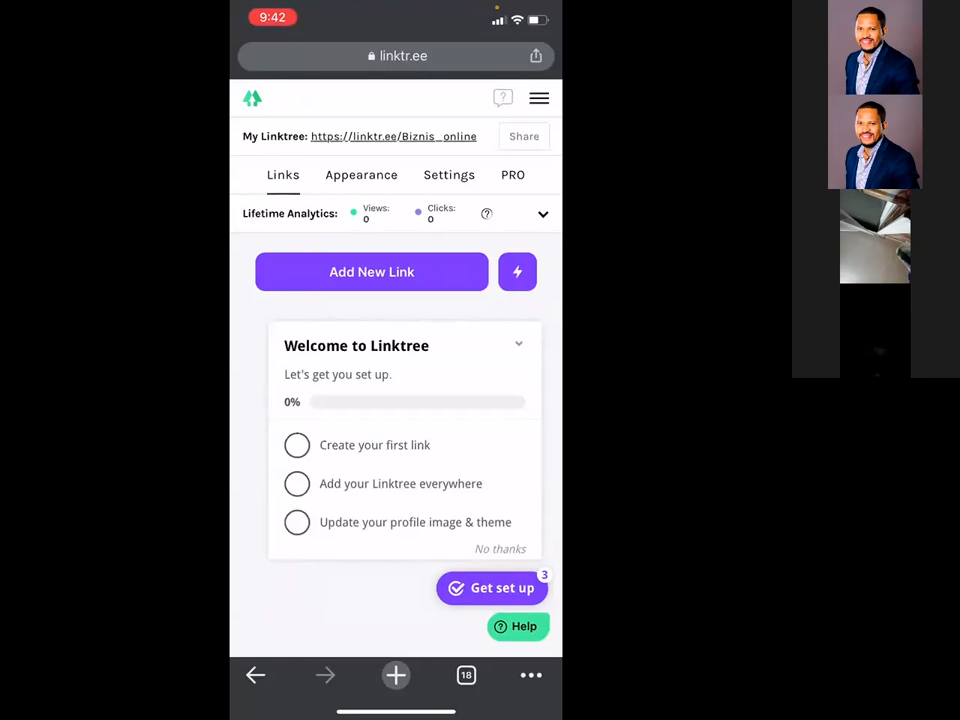 9:42
linktr.ee
My Linktree: https://linktr.ee/Biznis_online
Share
Links Appearance Settings PRO
Lifetime Analytics: Views: 0 Clicks: 0
Add New Link
Welcome to Linktree
Let's get you set up.
0%
Create your first link
Add your Linktree everywhere
Update your profile image & theme
No thanks
3
Get set up
Help
18